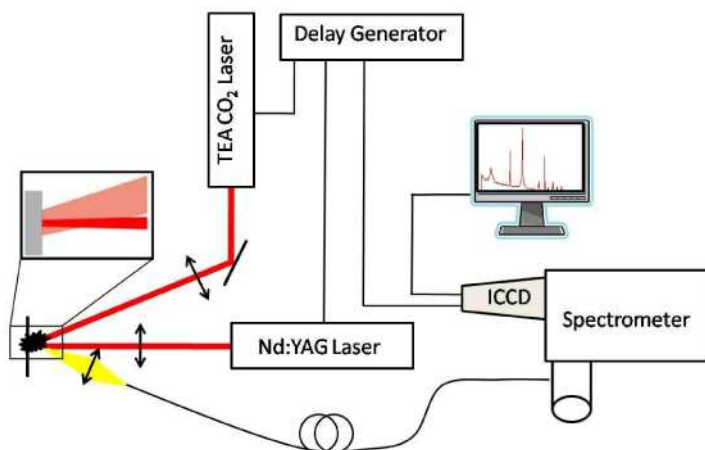 Delay Generator
TEA CO₂ Laser
ICCD
Spectrometer
Nd:YAG Laser